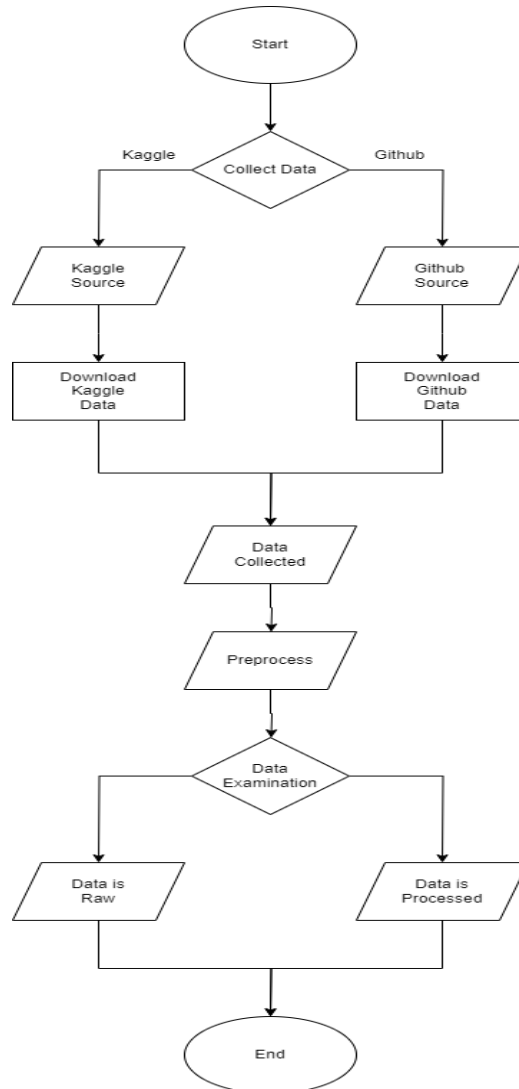 Start
Kaggle
Github
Collect Data
Kaggle
Source
Github
Source
Download
Kaggle
Data
Download
Github
Data
Data
Collected
Preprocess
Data
Examination
Data is
Raw
Data is
Processed
End